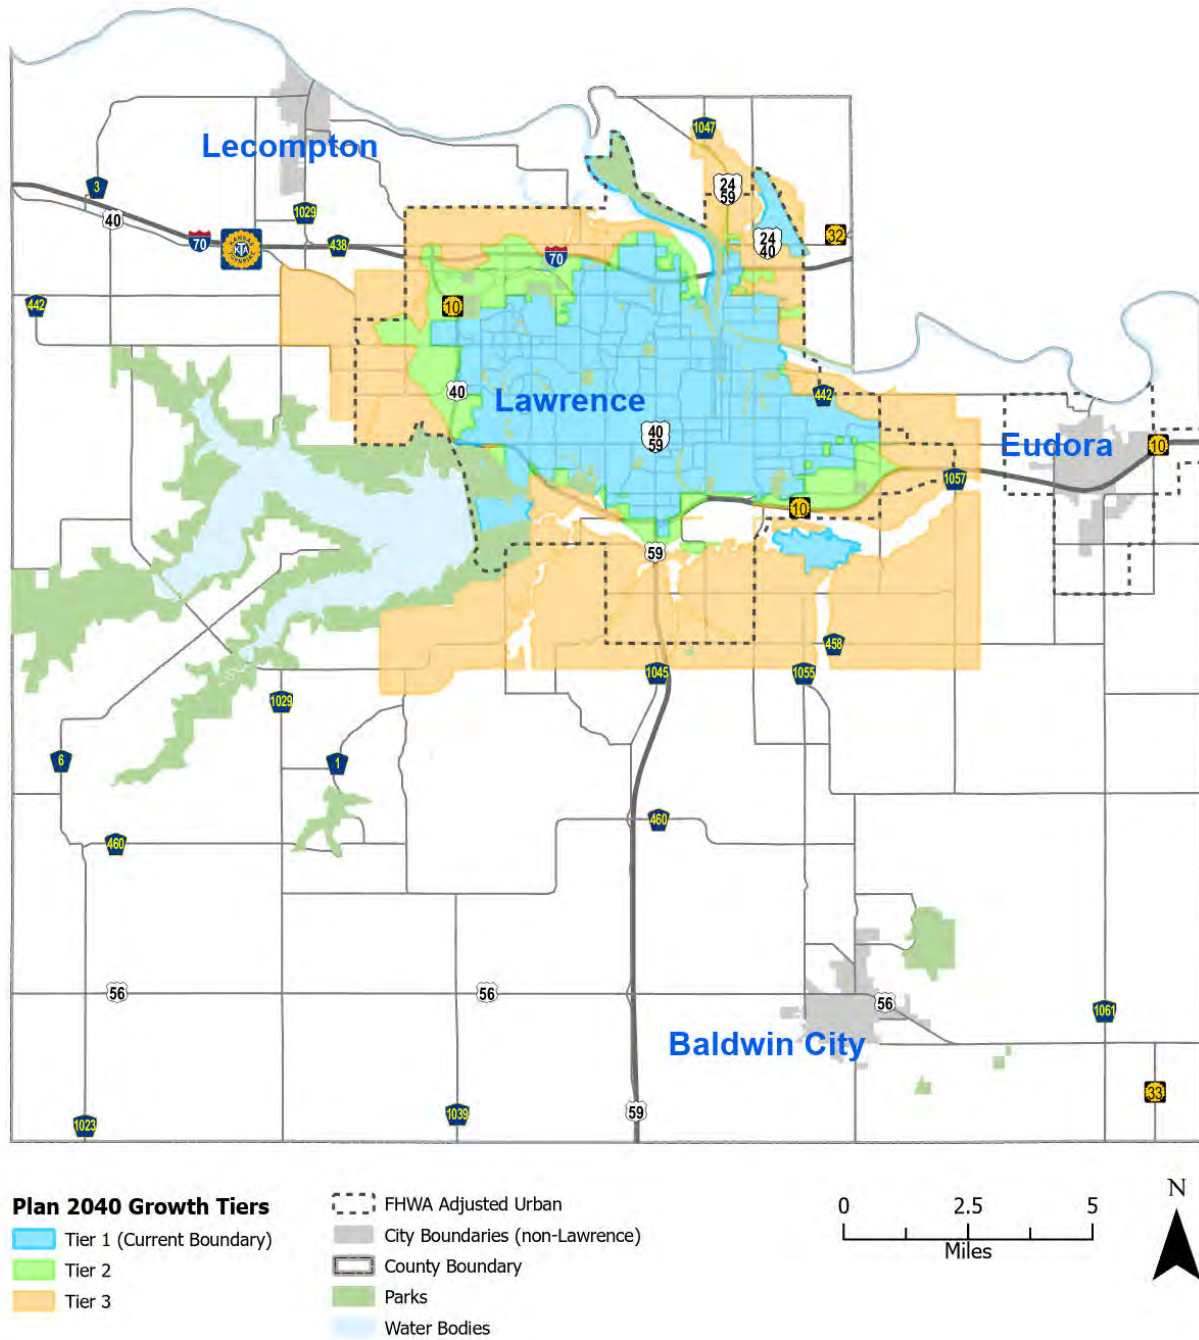 1047
Lecompton
24
59
3
40
1029
24
40
32
70
KANSAS
KTA
TURNPIKE
438
70
442
10
40
Lawrence
442
40
59
Eudora
10
1057
10
59
458
1045
1055
1029
6
1
460
460
56
56
56
1061
Baldwin City
33
1023
1039
59
Plan 2040 Growth Tiers
Tier 1 (Current Boundary)
Tier 2
Tier 3
FHWA Adjusted Urban
City Boundaries (non-Lawrence)
County Boundary
Parks
Water Bodies
0 2.5 5
Miles
N